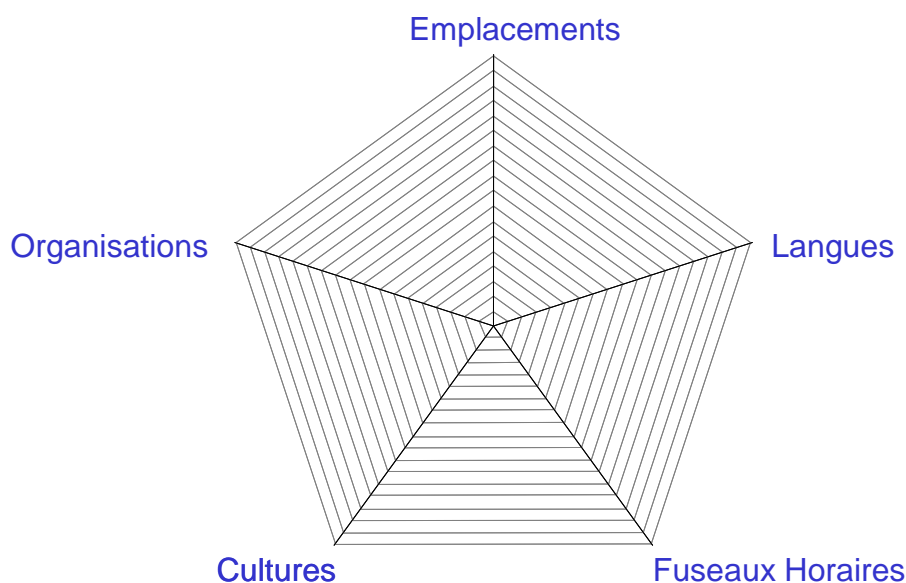 Emplacements
Organisations
Langues
Cultures
Fuseaux Horaires